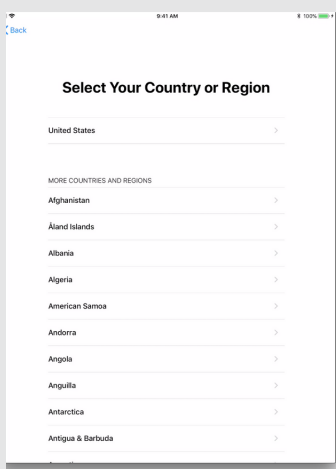 9:41 AM
100%
Back
Select Your Country or Region
United States
MORE COUNTRIES AND REGIONS
Afghanistan
Åland Islands
Albania
Algeria
American Samoa
Andorra
Angola
Anguilla
Antarctica
Antigua & Barbuda